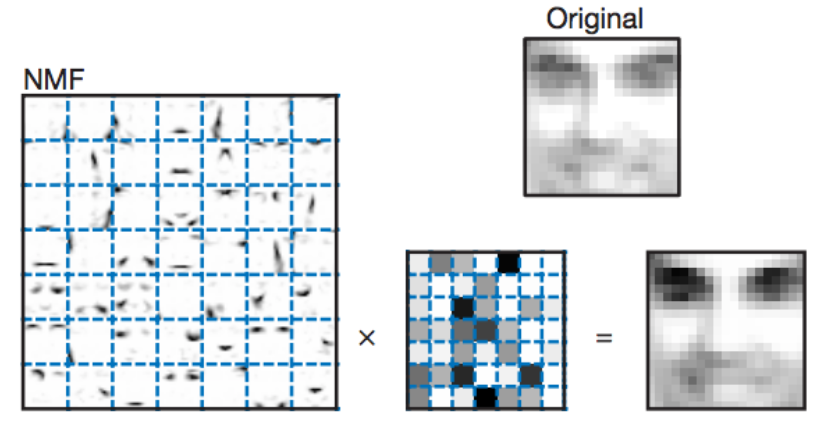 Original
NMF
× =